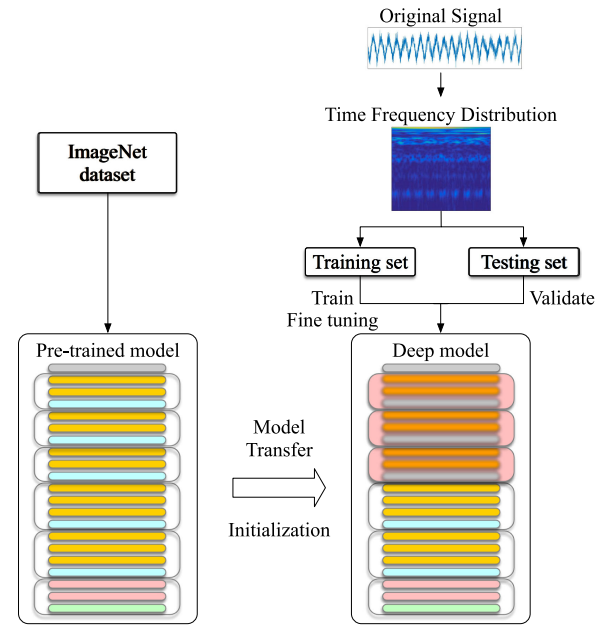 Original Signal
Time Frequency Distribution
ImageNet
dataset
Training set
Testing set
Train
Fine tuning
Validate
Pre-trained model
Deep model
Model
Transfer
Initialization